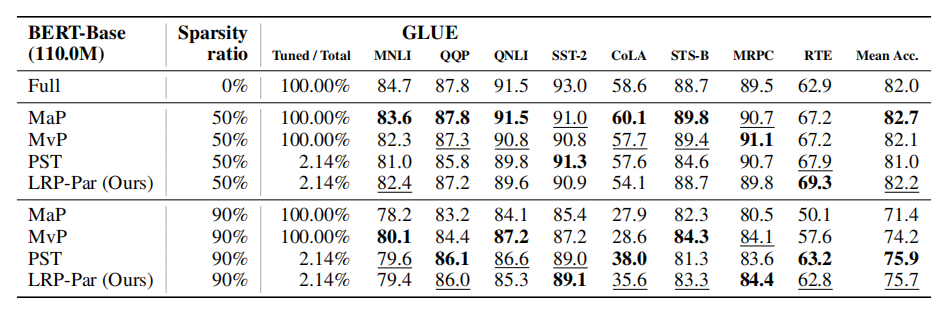 BERT-Base Sparsity GLUE
(110.0M) ratio Tuned / Total MNLI QQP QNLI SST-2 CoLA STS-B MRPC RTE Mean Acc.
Full 0% 100.00% 84.7 87.8 91.5 93.0 58.6 88.7 89.5 62.9 82.0
MaP 50% 100.00% 83.6 87.8 91.5 91.0 60.1 89.8 90.7 67.2 82.7
MvP 50% 100.00% 82.3 87.3 90.8 90.8 57.7 89.4 91.1 67.2 82.1
PST 50% 2.14% 81.0 85.8 89.8 91.3 57.6 84.6 90.7 67.9 81.0
LRP-Par (Ours) 50% 2.14% 82.4 87.2 89.6 90.9 54.1 88.7 89.8 69.3 82.2
MaP 90% 100.00% 78.2 83.2 84.1 85.4 27.9 82.3 80.5 50.1 71.4
MvP 90% 100.00% 80.1 84.4 87.2 87.2 28.6 84.3 84.1 57.6 74.2
PST 90% 2.14% 79.6 86.1 86.6 89.0 38.0 81.3 83.6 63.2 75.9
LRP-Par (Ours) 90% 2.14% 79.4 86.0 85.3 89.1 35.6 83.3 84.4 62.8 75.7